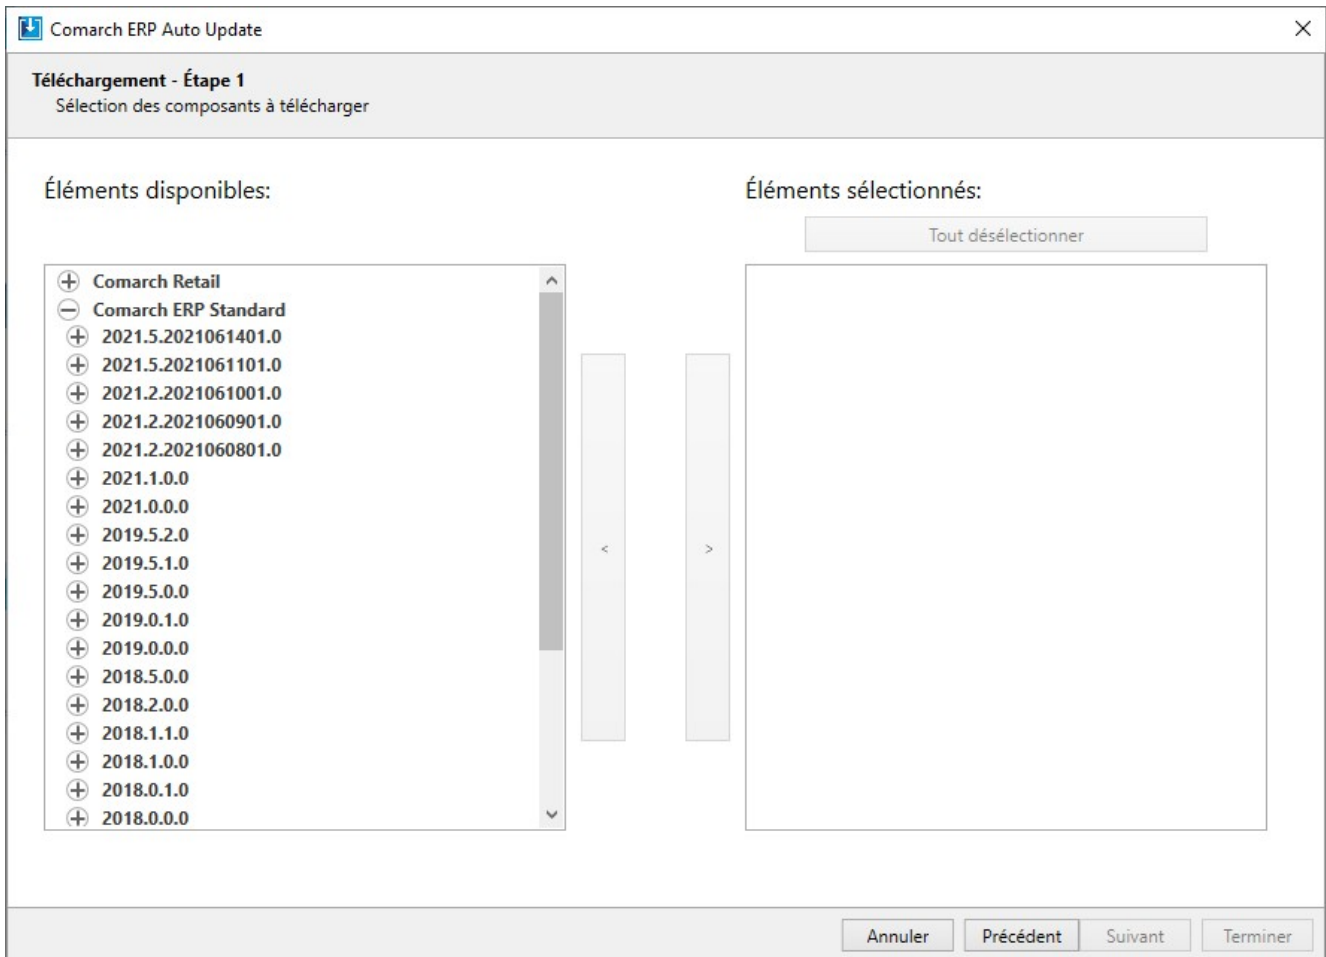 Comarch ERP Auto Update
Téléchargement - Étape 1
Sélection des composants à télécharger
Éléments disponibles:
Éléments sélectionnés:
Tout désélectionner
Comarch Retail
Comarch ERP Standard
2021.5.2021061401.0
2021.5.2021061101.0
2021.2.2021061001.0
2021.2.2021060901.0
2021.2.2021060801.0
2021.1.0.0
2021.0.0.0
2019.5.2.0
2019.5.1.0
2019.5.0.0
2019.0.1.0
2019.0.0.0
2018.5.0.0
2018.2.0.0
2018.1.1.0
2018.1.0.0
2018.0.1.0
2018.0.0.0
< >
Annuler Précédent Suivant Terminer